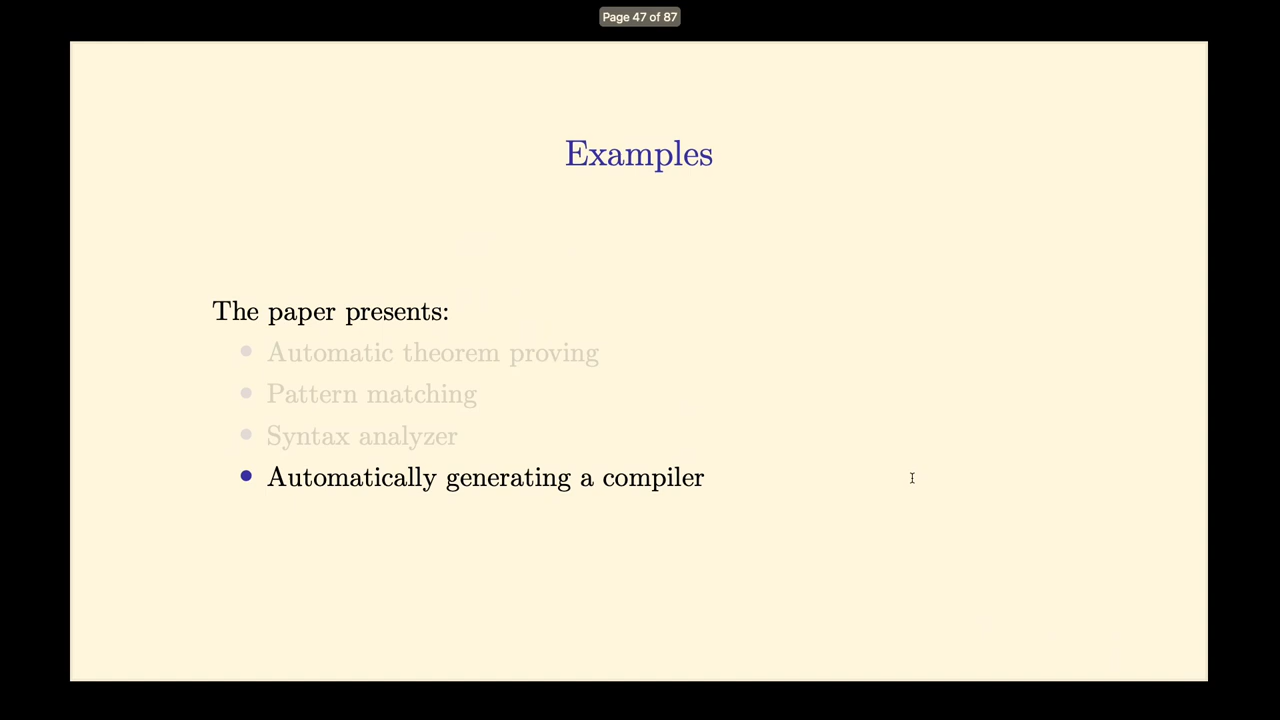 Page 47 of 87
Examples
The paper presents:
Automatic theorem proving
Pattern matching
Syntax analyzer
Automatically generating a compiler